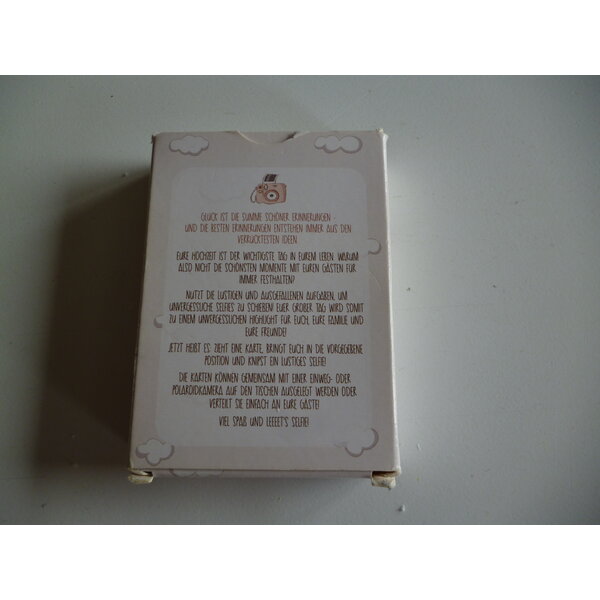 GLÜCK IST DIE SUMME SCHÖNER ERINNERUNGEN -
UND DIE BESTEN ERINNERUNGEN ENTSTEHEN IMMER AUS DEN
VERRÜCKTESTEN IDEEN
EURE HOCHZEIT IST DER WICHTIGSTE TAG IN EUREM LEBEN. WARUM
ALSO NICHT DIE SCHÖNSTEN MOMENTE MIT EUREN GÄSTEN FÜR
IMMER FESTHALTEN?
NUTZT DIE LUSTIGEN UND AUSGEFALLENEN AUFGABEN, UM
UNVERGESSLICHE SELFIES ZU SCHIEßEN! EUER GROßER TAG WIRD SOMIT
ZU EINEM UNVERGESSLICHEN HIGHLIGHT FÜR EUCH, EURE FAMILIE UND
EURE FREUNDE!
JETZT HEIßT ES: ZIEHT EINE KARTE, BRINGT EUCH IN DIE VORGEGEBENE
POSITION UND KNIPST EIN LUSTIGES SELFIE!
DIE KARTEN KÖNNEN GEMEINSAM MIT EINER EINWEG- ODER
POLAROIDKAMERA AUF DEN TISCHEN AUSGELEGT WERDEN ODER
VERTEILT SIE EINFACH AN EURE GÄSTE!
VIEL SPAß UND LEEEET'S SELFIE!